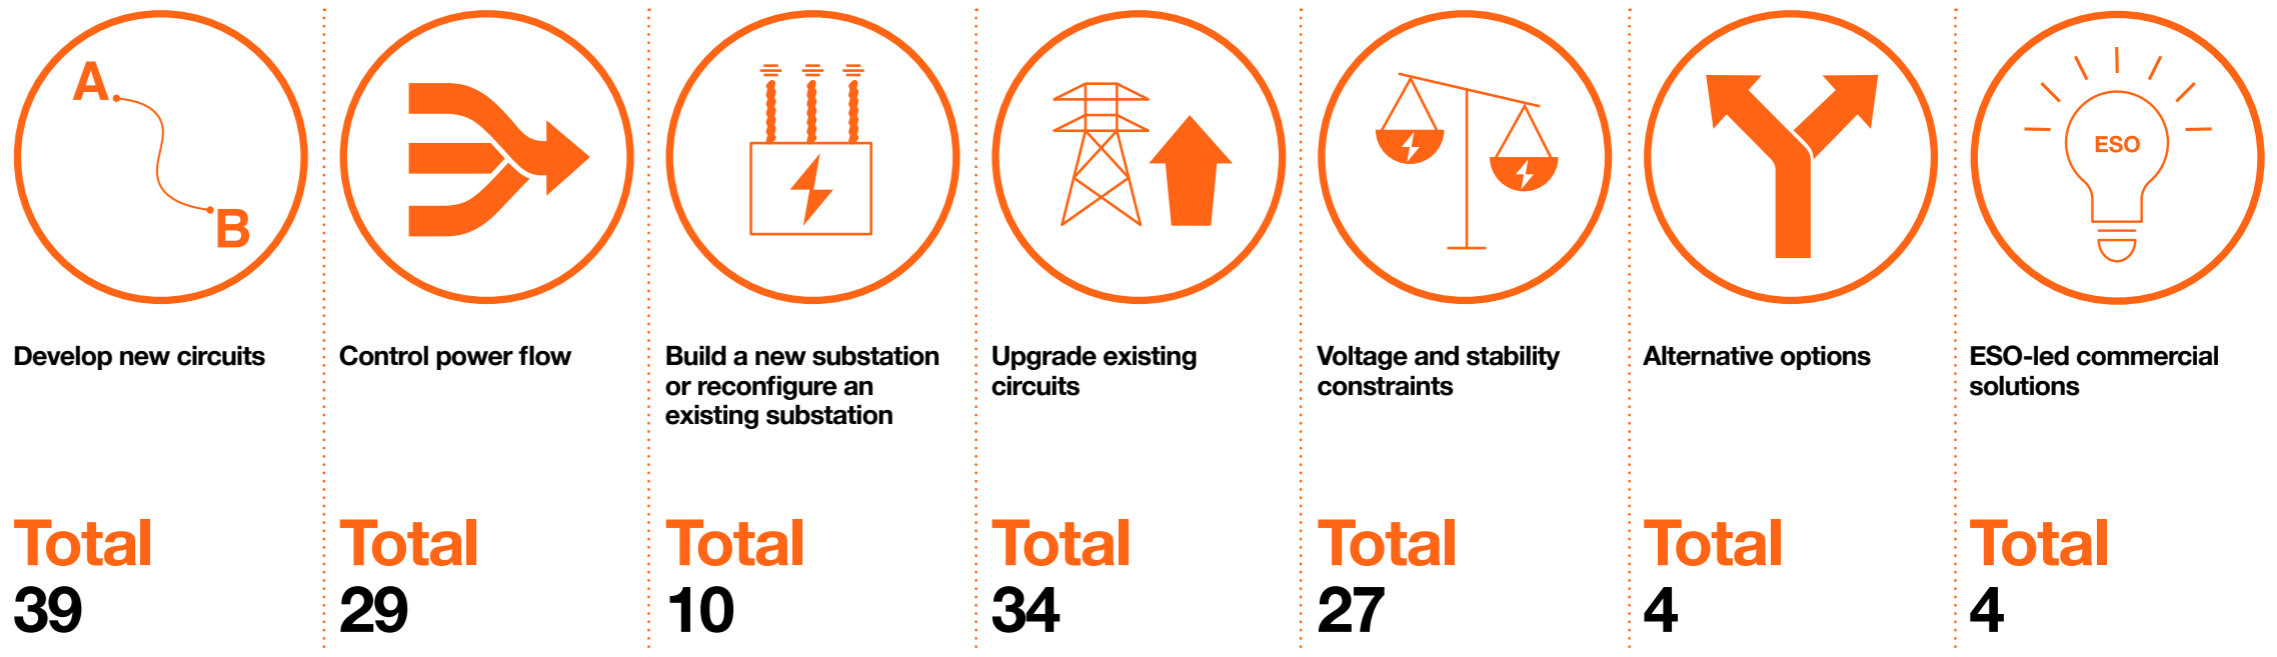 A
B
Develop new circuits
Total
39
Control power flow
Total
29
Build a new substation
or reconfigure an
existing substation
Total
10
Upgrade existing
circuits
Total
34
Voltage and stability
constraints
Total
27
Alternative options
Total
4
ESO
ESO-led commercial
solutions
Total
4